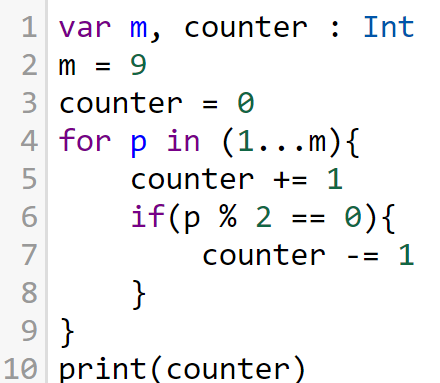 1 var m, counter : Int
2 m = 9
3 counter = 0
4 for p in (1...m){
5     counter += 1
6     if(p % 2 == 0){
7         counter -= 1
8     }
9 }
10 print(counter)